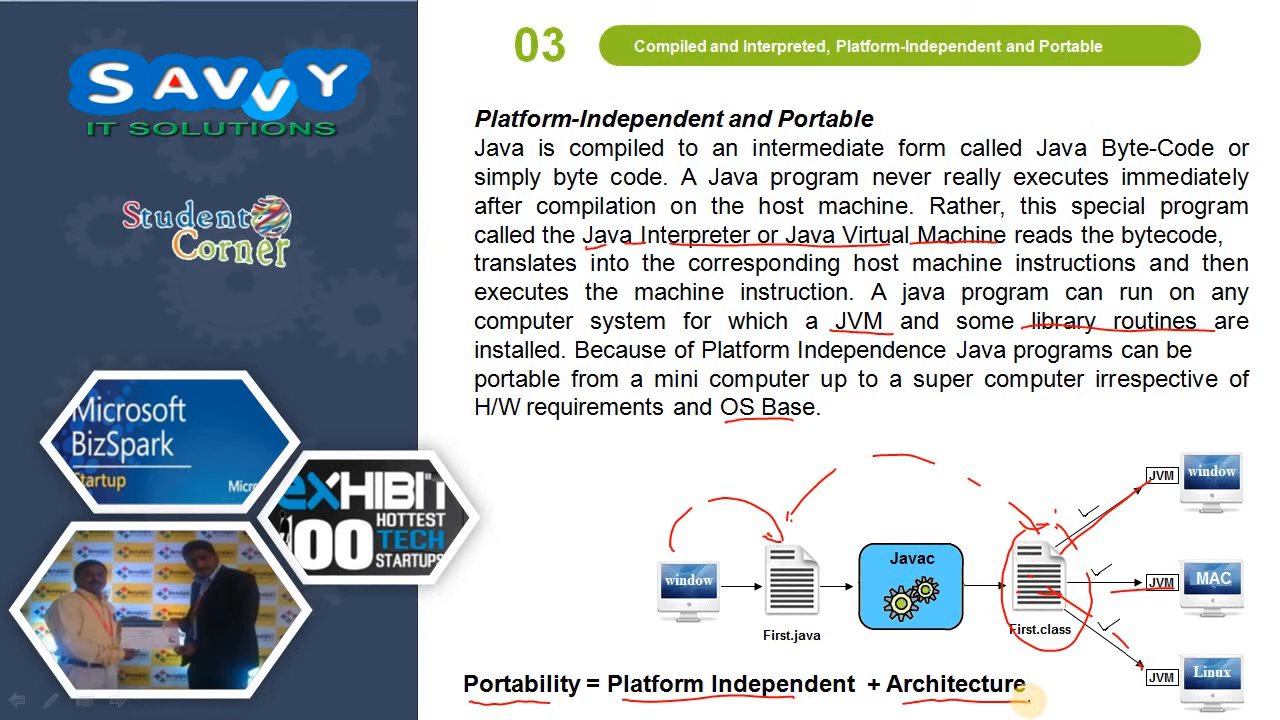 03
Compiled and Interpreted, Platform-Independent and Portable
SAVVY
IT SOLUTIONS
Student
Corner
Platform-Independent and Portable
Java is compiled to an intermediate form called Java Byte-Code or
simply byte code. A Java program never really executes immediately
after compilation on the host machine. Rather, this special program
called the Java Interpreter or Java Virtual Machine reads the bytecode,
translates into the corresponding host machine instructions and then
executes the machine instruction. A java program can run on any
computer system for which a JVM and some library routines are
installed. Because of Platform Independence Java programs can be
portable from a mini computer up to a super computer irrespective of
H/W requirements and OS Base.
Microsoft
BizSpark
Startup
Micro
eXHIBIT
100
HOTTEST
TECH
STARTUPS
window
First.java
Javac
First.class
JVM
window
JVM
MAC
JVM
Linux
Portability = Platform Independent + Architecture